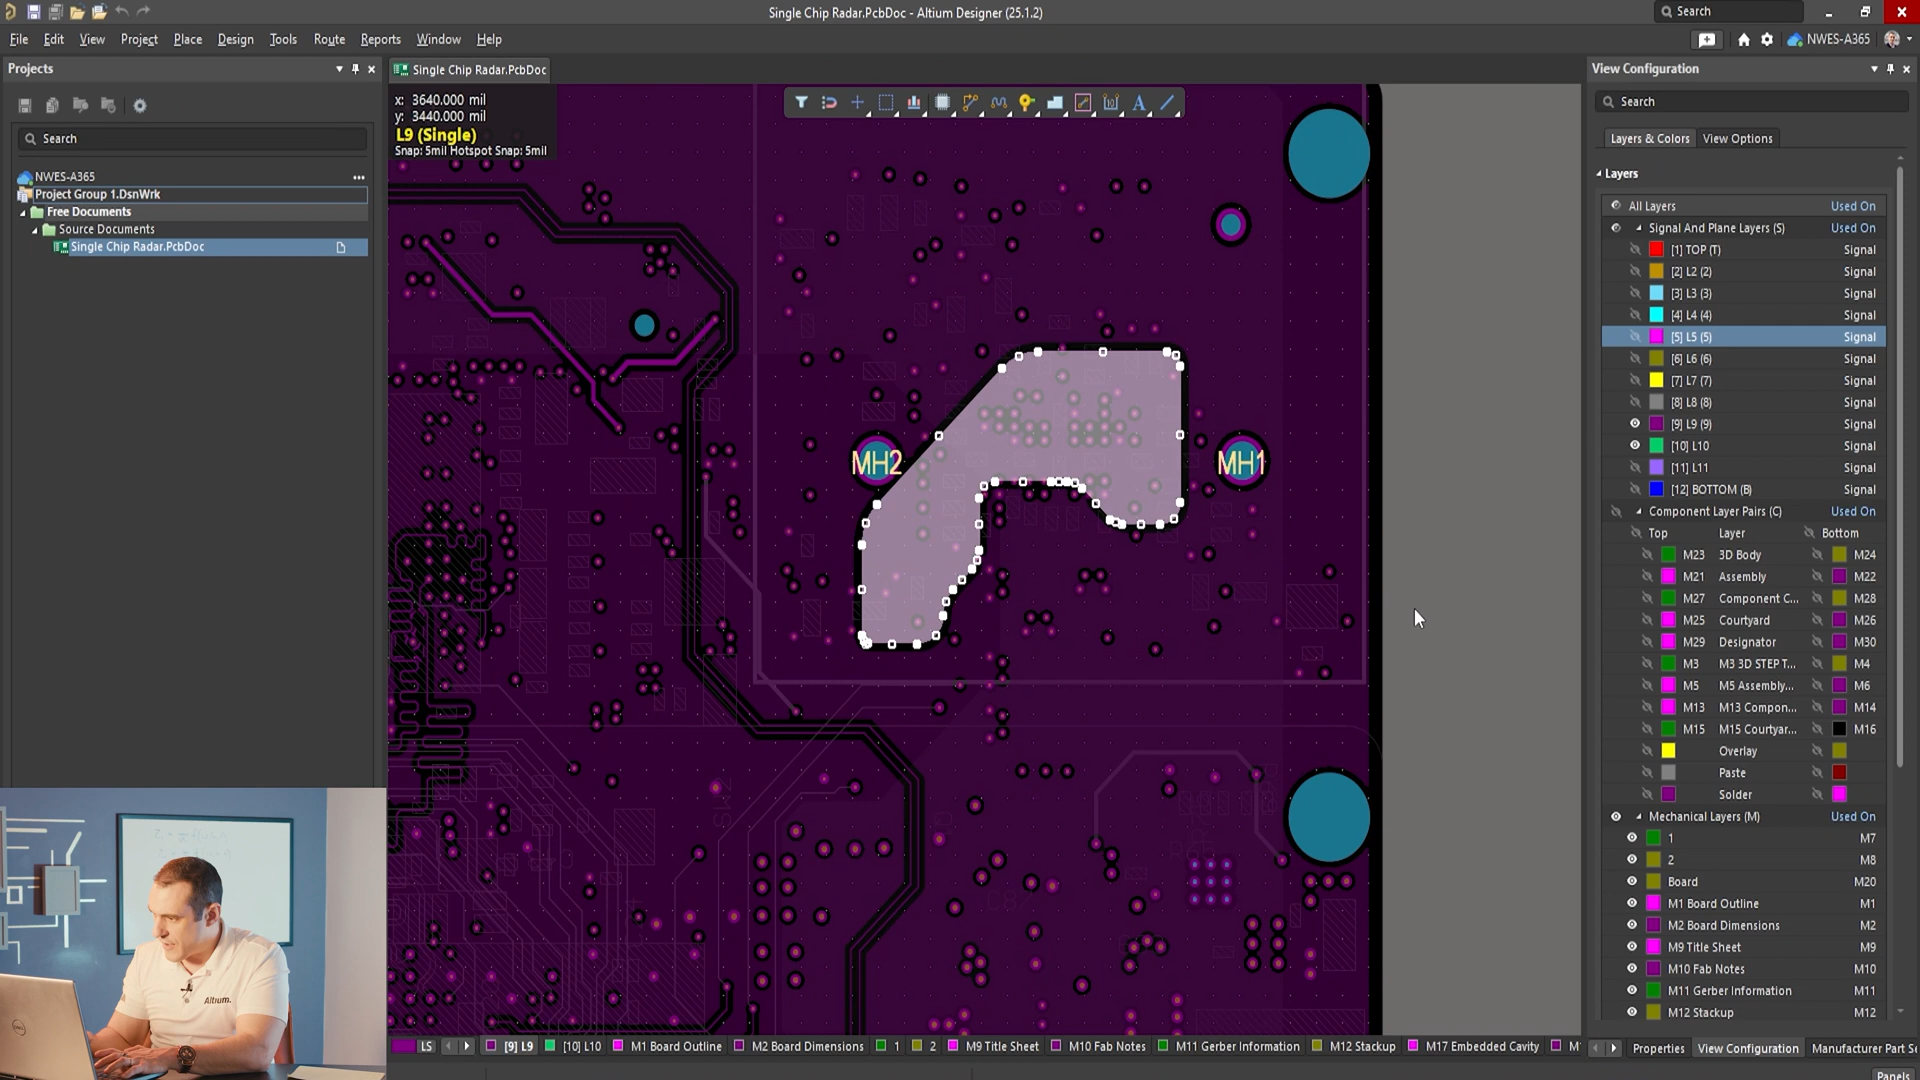 Single Chip Radar.PcbDoc - Altium Designer (25.1.2)
Search
File Edit View Project Place Design Tools Route Reports Window Help
NWES-A365
Projects
Single Chip Radar.PcbDoc
View Configuration
x: 3640.000 mil
y: 3440.000 mil
L9 (Single)
Snap: 5mil Hotspot Snap: 5mil
Search
Search
Layers & Colors View Options
NWES-A365
Project Group 1.DsnWrk
Free Documents
Source Documents
Single Chip Radar.PcbDoc
Layers
All Layers Used On
Signal And Plane Layers (S) Used On
[1] TOP (T) Signal
[2] L2 (2) Signal
[3] L3 (3) Signal
[4] L4 (4) Signal
[5] L5 (5) Signal
[6] L6 (6) Signal
[7] L7 (7) Signal
[8] L8 (8) Signal
[9] L9 (9) Signal
[10] L10 Signal
[11] L11 Signal
[12] BOTTOM (B) Signal
Component Layer Pairs (C) Used On
Top Layer Bottom
M23 3D Body M24
M21 Assembly M22
M27 Component C... M28
M25 Courtyard M26
M29 Designator M30
M3 M3 3D STEP T... M4
M5 M5 Assembly... M6
M13 M13 Compon... M14
M15 M15 Courtyar... M16
Overlay
Paste
Solder
Mechanical Layers (M) Used On
1 M7
2 M8
Board M20
M1 Board Outline M1
M2 Board Dimensions M2
M9 Title Sheet M9
M10 Fab Notes M10
M11 Gerber Information M11
M12 Stackup M12
MH2
MH1
Altium.
LS [9] L9 [10] L10 M1 Board Outline M2 Board Dimensions 1 2 M9 Title Sheet M10 Fab Notes M11 Gerber Information M12 Stackup M17 Embedded Cavity
Properties View Configuration Manufacturer Part Se
Panels